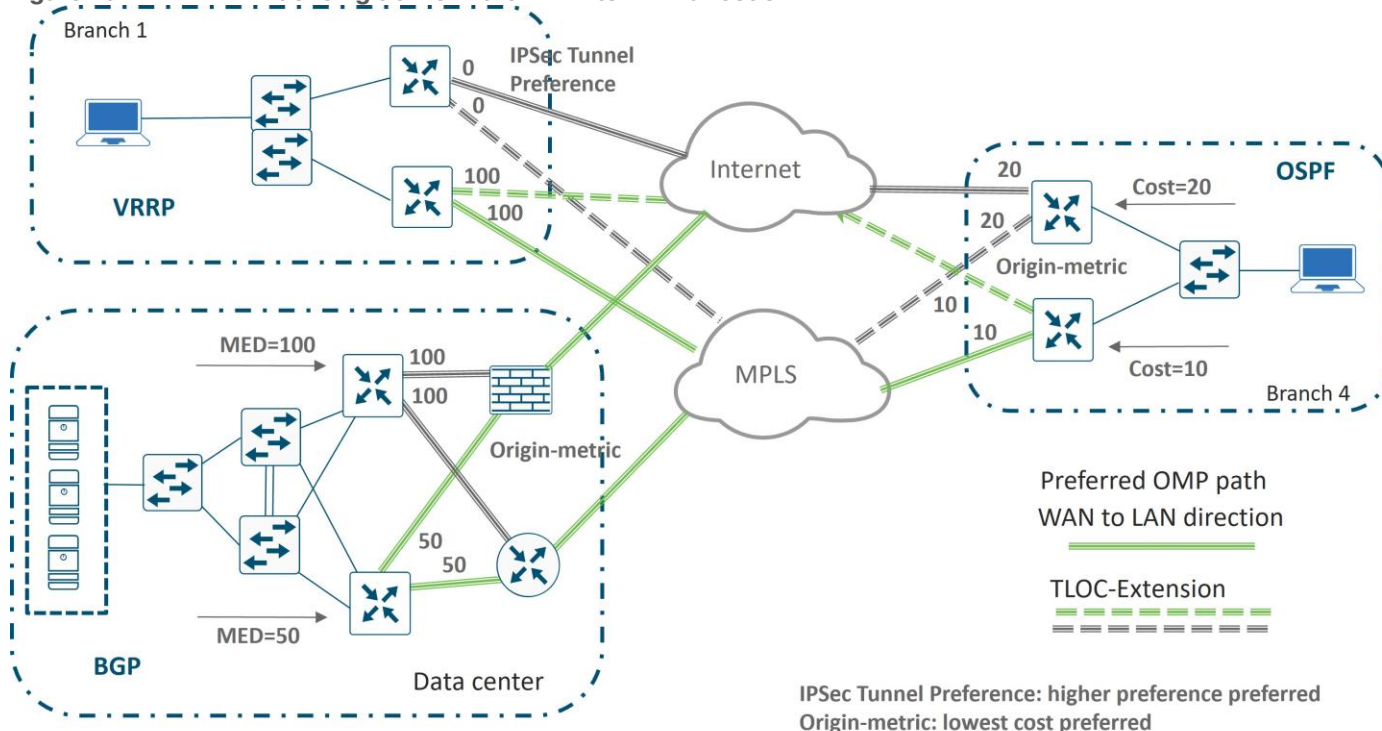 Branch 1
IPSec Tunnel
Preference
0
0
100
100
VRRP
Internet
MPLS
20
20
10
10
Origin-metric
OSPF
Cost=20
Cost=10
Branch 4
MED=100
100
100
Origin-metric
50
50
MED=50
BGP
Data center
Preferred OMP path
WAN to LAN direction
TLOC-Extension
IPSec Tunnel Preference: higher preference preferred
Origin-metric: lowest cost preferred